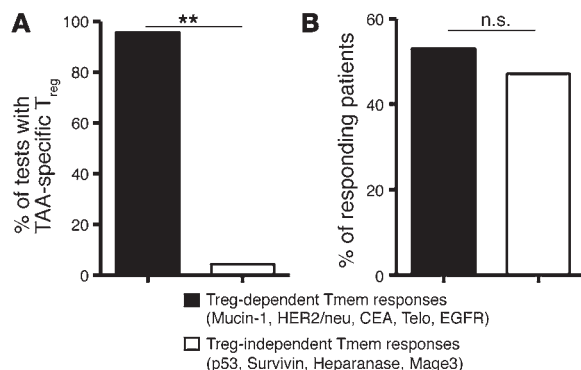 A
**
% of tests with
TAA-specific Treg
100
80
60
40
20
0
B
n.s.
% of responding patients
60
40
20
0
Treg-dependent Tmem responses
(Mucin-1, HER2/neu, CEA, Telo, EGFR)
Treg-independent Tmem responses
(p53, Survivin, Heparanase, Mage3)